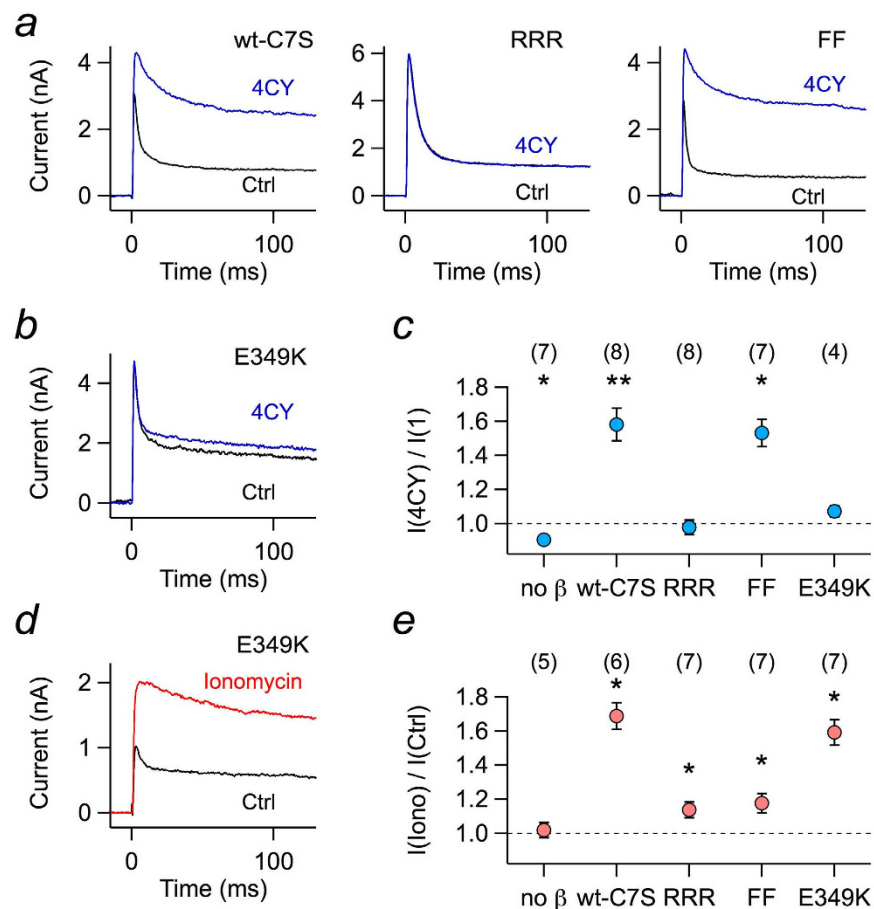 a
wt-C7S
RRR
FF
Current (nA)
4
2
0
4CY
Ctrl
0
100
Time (ms)
6
4
2
0
4CY
Ctrl
0
100
Time (ms)
4
2
0
4CY
Ctrl
0
100
Time (ms)
b
E349K
Current (nA)
4
2
0
4CY
Ctrl
0
100
Time (ms)
c
(7) (8) (8) (7) (4)
* ** *
I(4CY) / I(1)
1.8
1.6
1.4
1.2
1.0
no β wt-C7S RRR FF E349K
d
E349K
Current (nA)
2
1
0
Ionomycin
Ctrl
0
100
Time (ms)
e
(5) (6) (7) (7) (7)
* * * *
I(Iono) / I(Ctrl)
1.8
1.6
1.4
1.2
1.0
no β wt-C7S RRR FF E349K